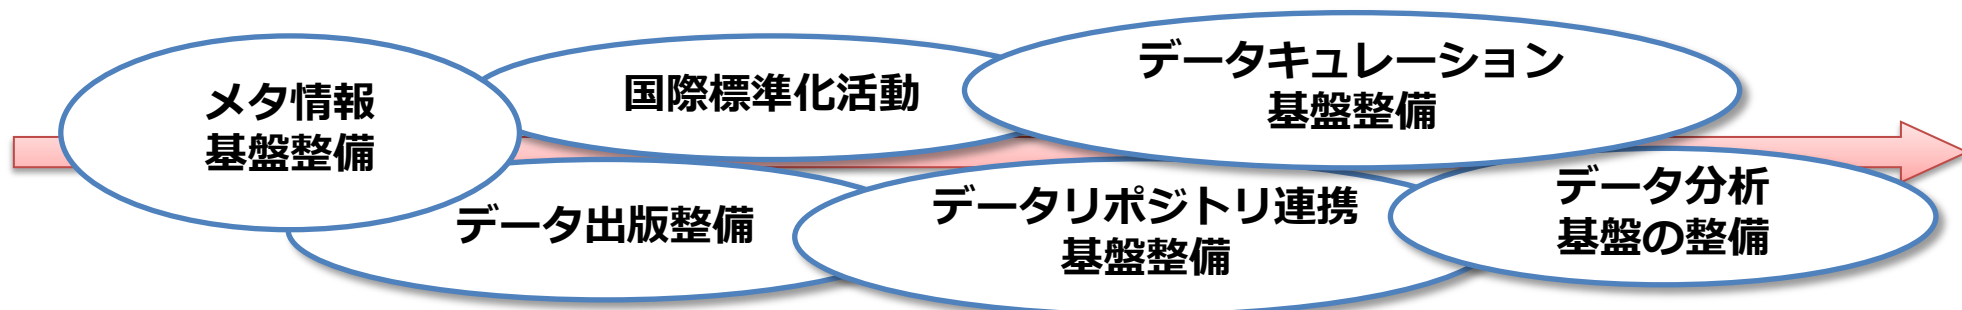 メタ情報
基盤整備
国際標準化活動
データキュレーション
基盤整備
データ出版整備
データリポジトリ連携
基盤整備
データ分析
基盤の整備